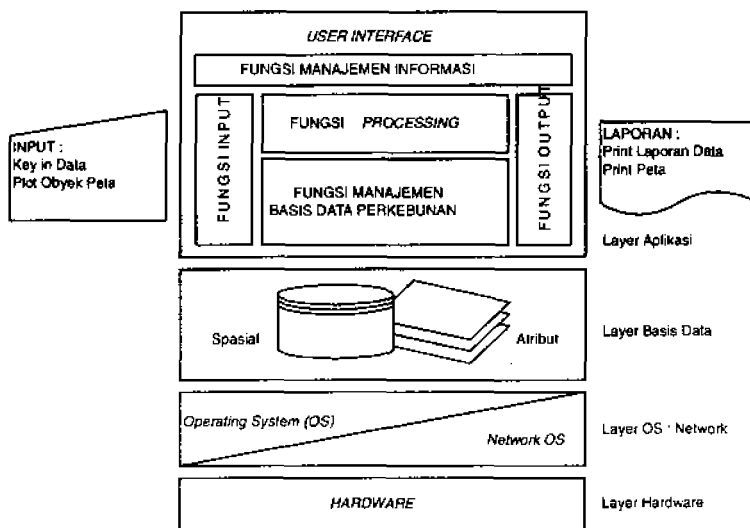 USER INTERFACE
FUNGSI MANAJEMEN INFORMASI
FUNGSI INPUT
FUNGSI PROCESSING
FUNGSI MANAJEMEN
BASIS DATA PERKEBUNAN
FUNGSI OUTPUT
INPUT :
Key in Data
Plot Obyek Peta
LAPORAN :
Print Laporan Data
Print Peta
Layer Aplikasi
Spasial
Atribut
Layer Basis Data
Operating System (OS)
Network OS
Layer OS : Network
HARDWARE
Layer Hardware